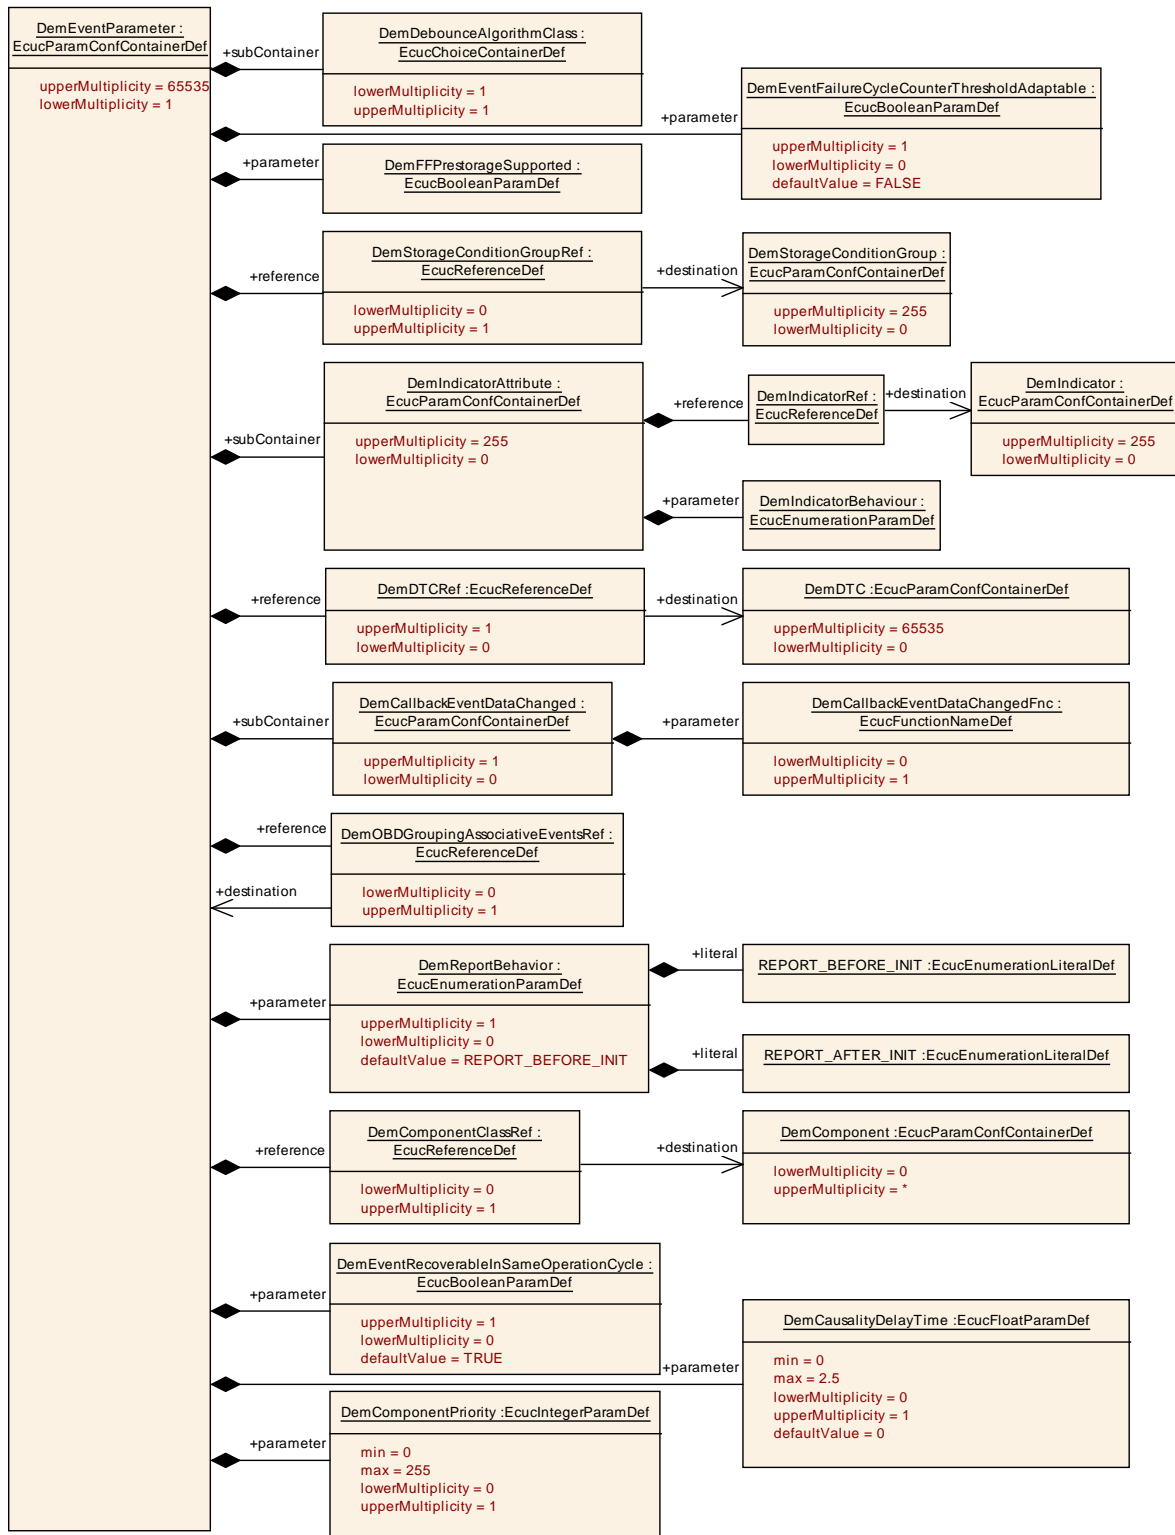 DemEventParameter :
EcucParamConfContainerDef
upperMultiplicity = 65535
lowerMultiplicity = 1
+subContainer
DemDebounceAlgorithmClass :
EcucChoiceContainerDef
lowerMultiplicity = 1
upperMultiplicity = 1
+parameter
DemEventFailureCycleCounterThresholdAdaptable :
EcucBooleanParamDef
upperMultiplicity = 1
lowerMultiplicity = 0
defaultValue = FALSE
+parameter
DemFFPrestorageSupported :
EcucBooleanParamDef
+reference
DemStorageConditionGroupRef :
EcucReferenceDef
lowerMultiplicity = 0
upperMultiplicity = 1
+destination
DemStorageConditionGroup :
EcucParamConfContainerDef
upperMultiplicity = 255
lowerMultiplicity = 0
+subContainer
DemIndicatorAttribute :
EcucParamConfContainerDef
upperMultiplicity = 255
lowerMultiplicity = 0
+reference
DemIndicatorRef :
EcucReferenceDef
+destination
DemIndicator :
EcucParamConfContainerDef
upperMultiplicity = 255
lowerMultiplicity = 0
+parameter
DemIndicatorBehaviour :
EcucEnumerationParamDef
+reference
DemDTCRef :EcucReferenceDef
upperMultiplicity = 1
lowerMultiplicity = 0
+destination
DemDTC :EcucParamConfContainerDef
upperMultiplicity = 65535
lowerMultiplicity = 0
+subContainer
DemCallbackEventDataChanged :
EcucParamConfContainerDef
upperMultiplicity = 1
lowerMultiplicity = 0
+parameter
DemCallbackEventDataChangedFnc :
EcucFunctionNameDef
lowerMultiplicity = 0
upperMultiplicity = 1
+reference
DemOBDGroupingAssociativeEventsRef :
EcucReferenceDef
lowerMultiplicity = 0
upperMultiplicity = 1
+destination
+parameter
DemReportBehavior :
EcucEnumerationParamDef
upperMultiplicity = 1
lowerMultiplicity = 0
defaultValue = REPORT_BEFORE_INIT
+literal
REPORT_BEFORE_INIT :EcucEnumerationLiteralDef
+literal
REPORT_AFTER_INIT :EcucEnumerationLiteralDef
+reference
DemComponentClassRef :
EcucReferenceDef
lowerMultiplicity = 0
upperMultiplicity = 1
+destination
DemComponent :EcucParamConfContainerDef
lowerMultiplicity = 0
upperMultiplicity = *
+parameter
DemEventRecoverableInSameOperationCycle :
EcucBooleanParamDef
upperMultiplicity = 1
lowerMultiplicity = 0
defaultValue = TRUE
+parameter
DemCausalityDelayTime :EcucFloatParamDef
min = 0
max = 2.5
lowerMultiplicity = 0
upperMultiplicity = 1
defaultValue = 0
+parameter
DemComponentPriority :EcucIntegerParamDef
min = 0
max = 255
lowerMultiplicity = 0
upperMultiplicity = 1